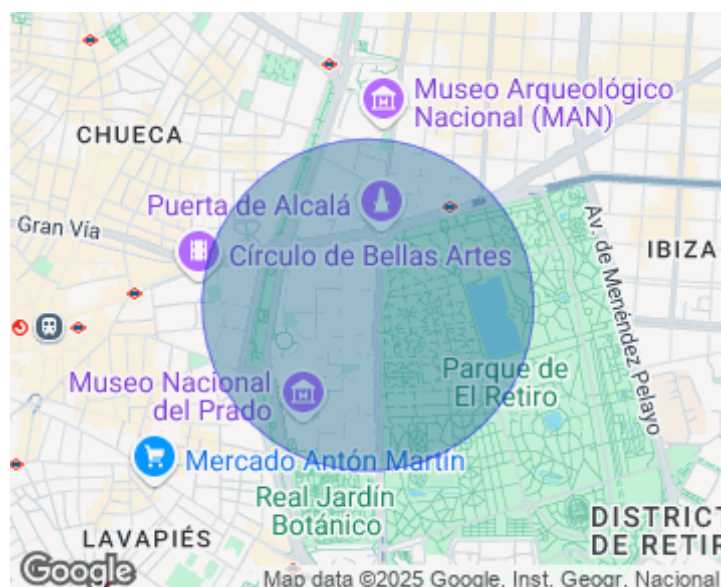 Museo Arqueológico
Nacional (MAN)
CHUECA
Puerta de Alcalá
Gran Vía
Círculo de Bellas Artes
Av. de Menéndez Pelayo
IBIZA
Parque de
El Retiro
Museo Nacional
del Prado
Mercado Antón Martín
Real Jardín
Botánico
LAVAPIÉS
DISTRICT
DE RETIR
Google
Map data ©2025 Google, Inst. Geogr. Nacional